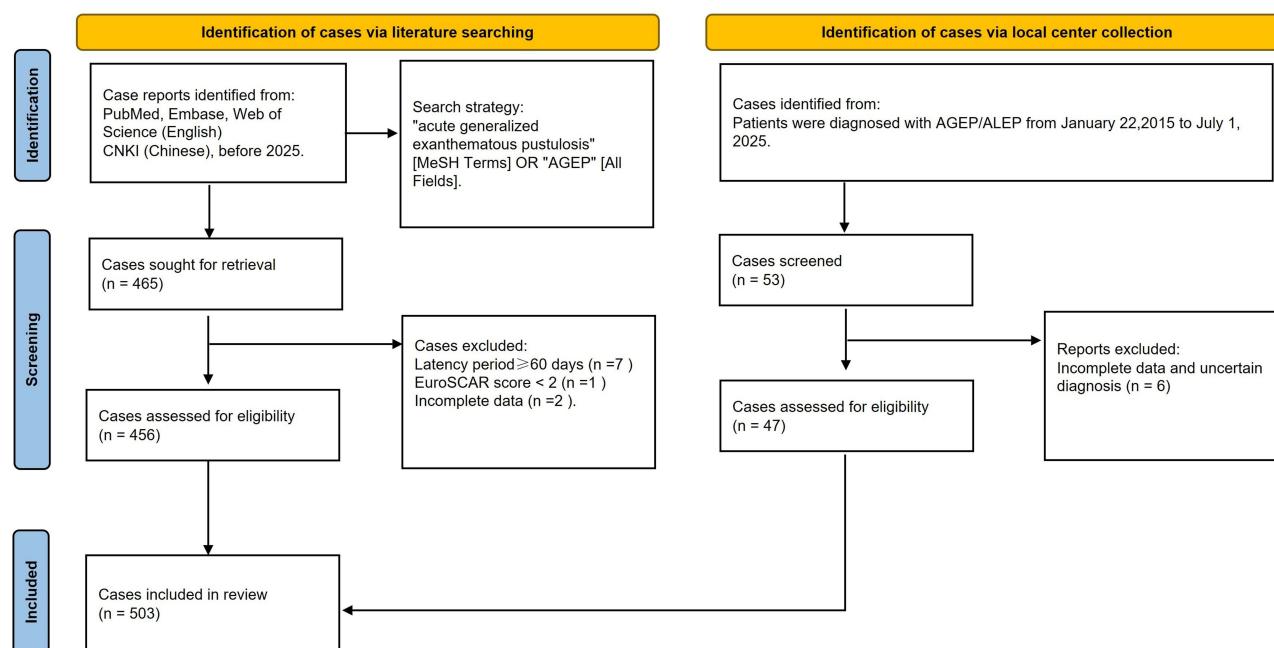 Identification of cases via literature searching
Identification of cases via local center collection
Identification
Case reports identified from:
PubMed, Embase, Web of
Science (English)
CNKI (Chinese), before 2025.
Search strategy:
"acute generalized
exanthematous pustulosis"
[MeSH Terms] OR "AGEP" [All
Fields].
Cases identified from:
Patients were diagnosed with AGEP/ALEP from January 22,2015 to July 1,
2025.
Screening
Cases sought for retrieval
(n = 465)
Cases screened
(n = 53)
Cases excluded:
Latency period≥60 days (n =7 )
EuroSCAR score < 2 (n =1 )
Incomplete data (n =2 ).
Reports excluded:
Incomplete data and uncertain
diagnosis (n = 6)
Cases assessed for eligibility
(n = 456)
Cases assessed for eligibility
(n = 47)
Included
Cases included in review
(n = 503)